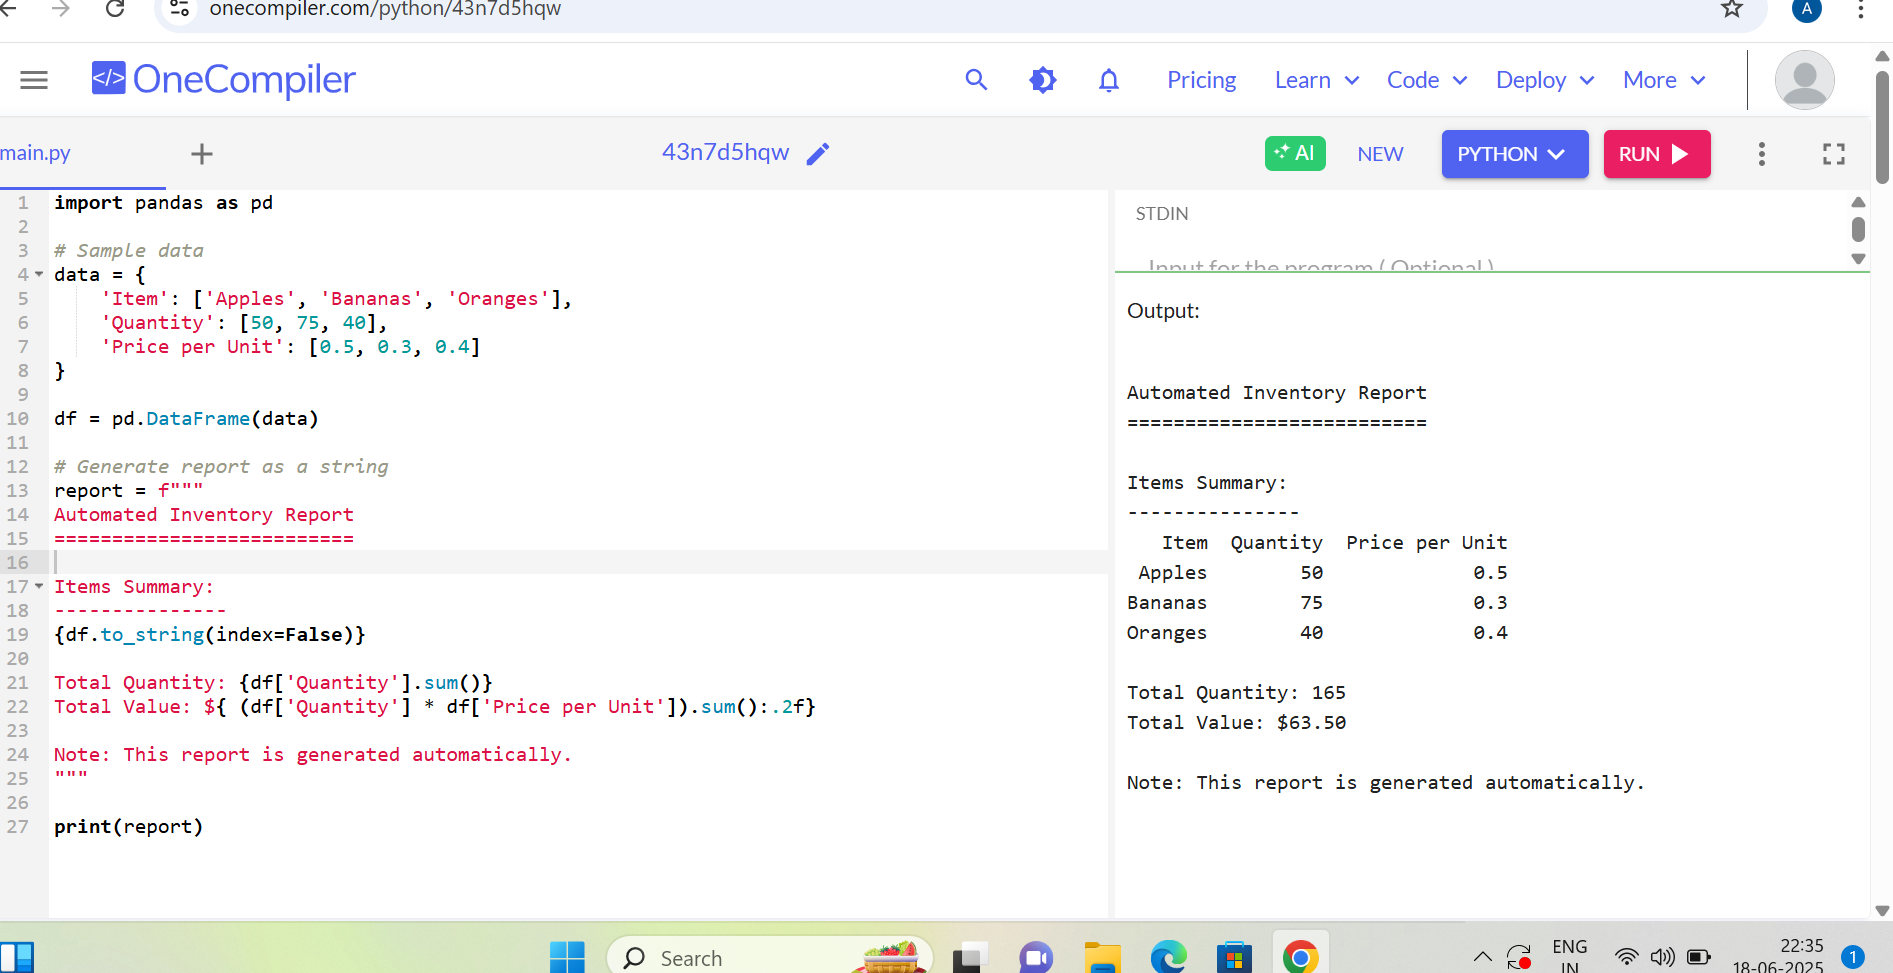 onecompiler.com/python/43n7d5hqw
A
</> OneCompiler
Pricing Learn Code Deploy More
main.py
43n7d5hqw
AI NEW PYTHON RUN
1 import pandas as pd
2
3 # Sample data
4 data = {
5 'Item': ['Apples', 'Bananas', 'Oranges'],
6 'Quantity': [50, 75, 40],
7 'Price per Unit': [0.5, 0.3, 0.4]
8 }
9
10 df = pd.DataFrame(data)
11
12 # Generate report as a string
13 report = f"""
14 Automated Inventory Report
15 ==========================
16
17 Items Summary:
18 ---------------
19 {df.to_string(index=False)}
20
21 Total Quantity: {df['Quantity'].sum()}
22 Total Value: ${ (df['Quantity'] * df['Price per Unit']).sum():.2f}
23
24 Note: This report is generated automatically.
25 """
26
27 print(report)
STDIN
Input for the program ( Optional )
Output:
Automated Inventory Report
==========================
Items Summary:
---------------
Item Quantity Price per Unit
Apples 50 0.5
Bananas 75 0.3
Oranges 40 0.4
Total Quantity: 165
Total Value: $63.50
Note: This report is generated automatically.
Search
ENG
IN
22:35
18-06-2025
1